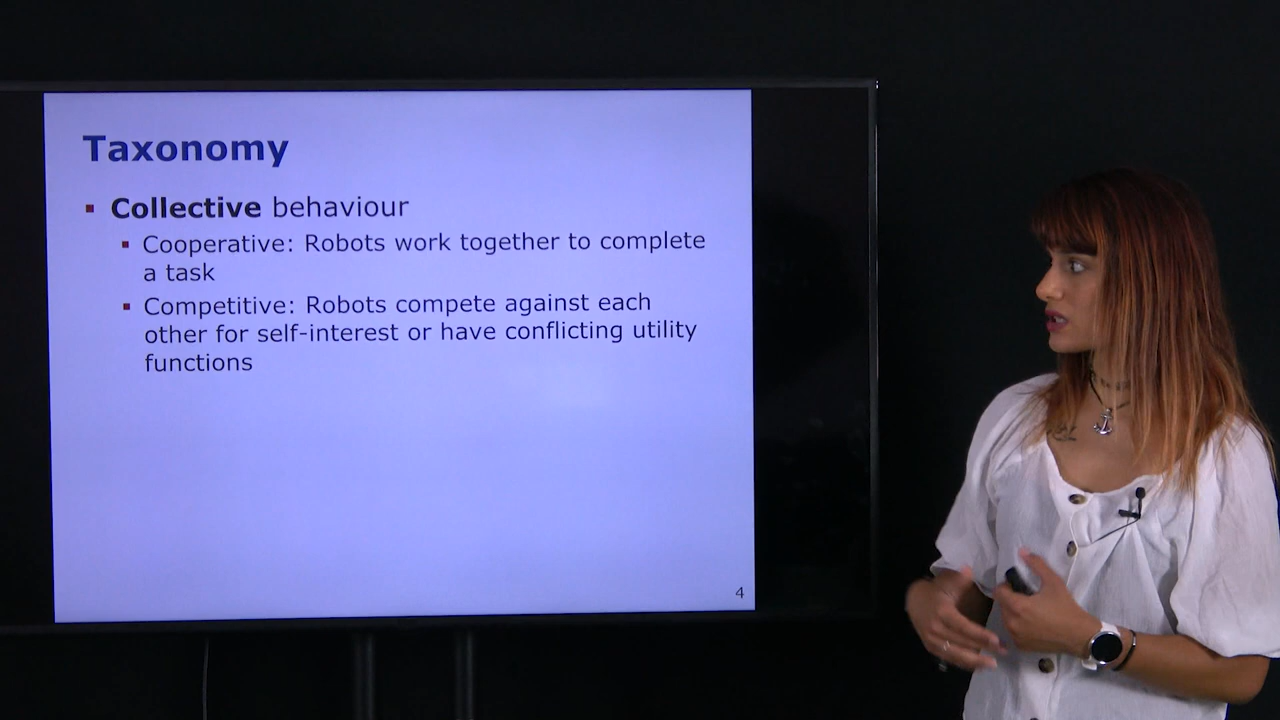 Taxonomy
Collective behaviour
Cooperative: Robots work together to complete
a task
Competitive: Robots compete against each
other for self-interest or have conflicting utility
functions
4